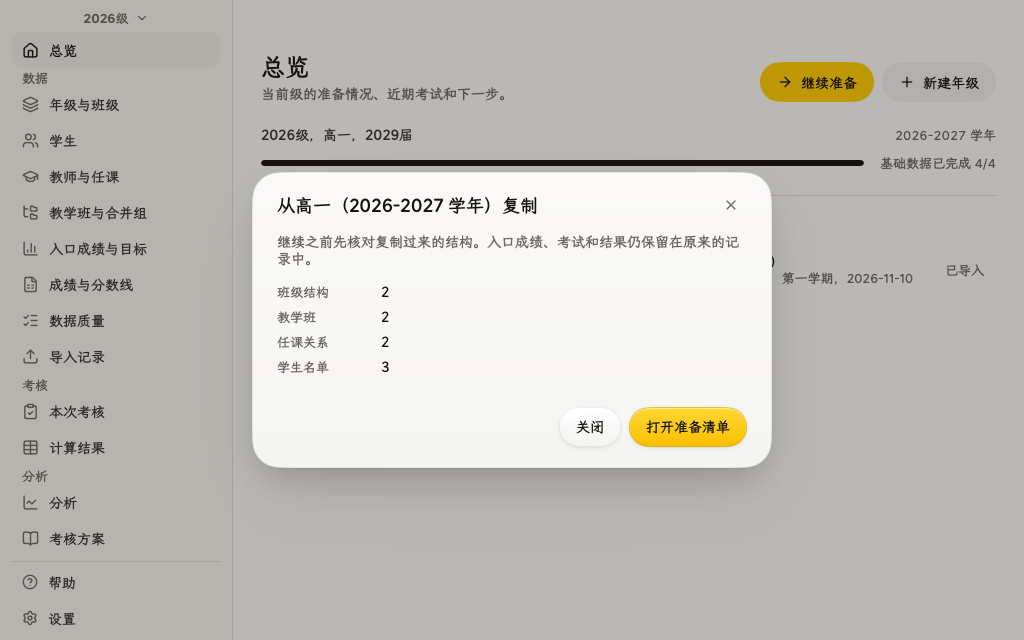 2026级
总览
数据
年级与班级
学生
教师与任课
教学班与合并组
入口成绩与目标
成绩与分数线
数据质量
导入记录
考核
本次考核
计算结果
分析
分析
考核方案
帮助
设置
总览
当前级的准备情况、近期考试和下一步。
继续准备
新建年级
2026级，高一，2029届
2026-2027 学年
基础数据已完成 4/4
)
第一学期，2026-11-10
已导入
从高一（2026-2027 学年）复制
继续之前先核对复制过来的结构。入口成绩、考试和结果仍保留在原来的记
录中。
班级结构 2
教学班 2
任课关系 2
学生名单 3
关闭
打开准备清单